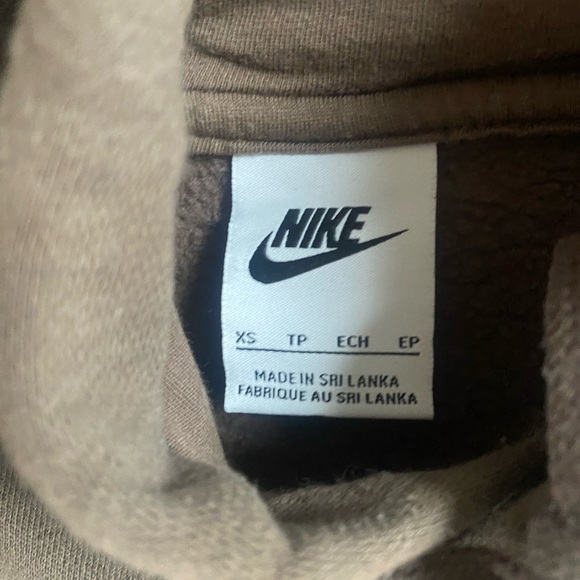 NIKE
XS TP ECH EP
MADE IN SRI LANKA
FABRIQUE AU SRI LANKA